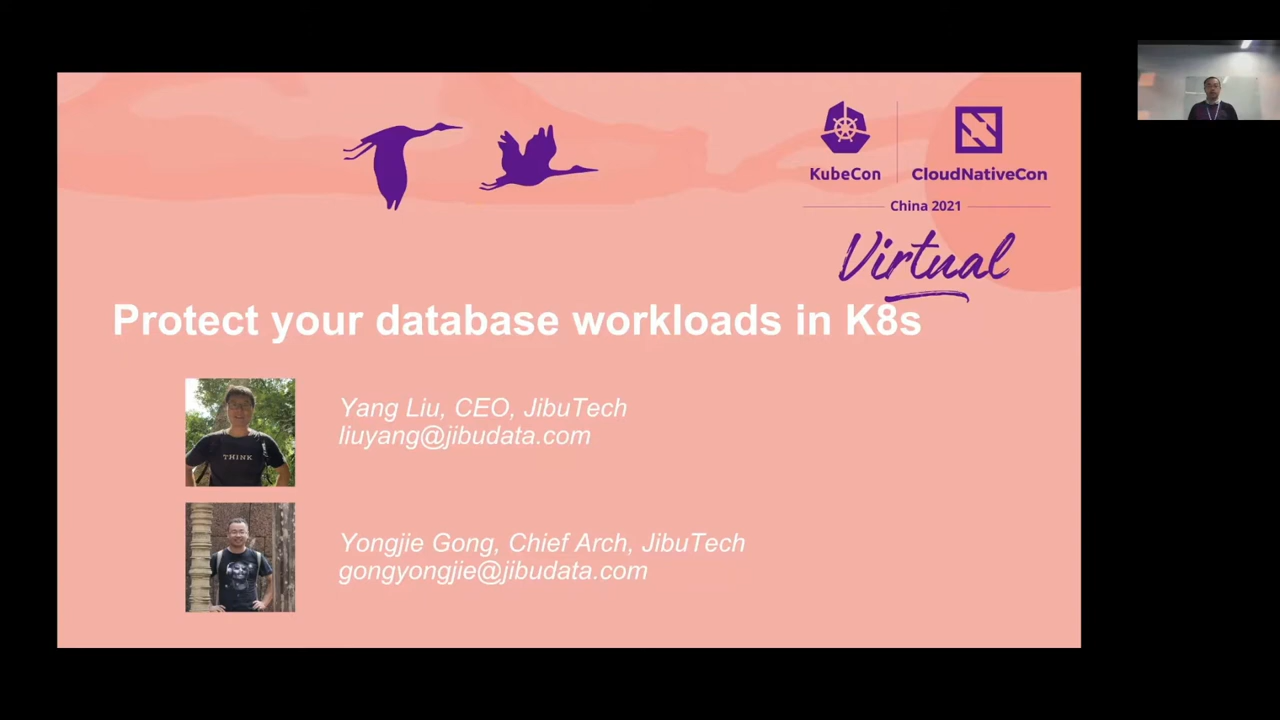 KubeCon
CloudNativeCon
China 2021
Virtual
Protect your database workloads in K8s
Yang Liu, CEO, JibuTech
liuyang@jibudata.com
THINK
Yongjie Gong, Chief Arch, JibuTech
gongyongjie@jibudata.com